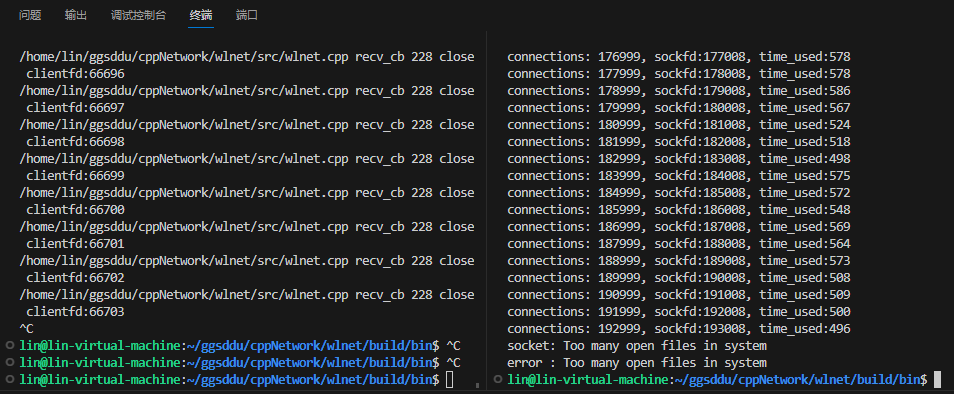 问题 输出 调试控制台 终端 端口
/home/lin/ggsddu/cppNetwork/wlnet/src/wlnet.cpp recv_cb 228 close
clientfd:66696
/home/lin/ggsddu/cppNetwork/wlnet/src/wlnet.cpp recv_cb 228 close
clientfd:66697
/home/lin/ggsddu/cppNetwork/wlnet/src/wlnet.cpp recv_cb 228 close
clientfd:66698
/home/lin/ggsddu/cppNetwork/wlnet/src/wlnet.cpp recv_cb 228 close
clientfd:66699
/home/lin/ggsddu/cppNetwork/wlnet/src/wlnet.cpp recv_cb 228 close
clientfd:66700
/home/lin/ggsddu/cppNetwork/wlnet/src/wlnet.cpp recv_cb 228 close
clientfd:66701
/home/lin/ggsddu/cppNetwork/wlnet/src/wlnet.cpp recv_cb 228 close
clientfd:66702
/home/lin/ggsddu/cppNetwork/wlnet/src/wlnet.cpp recv_cb 228 close
clientfd:66703
^C
lin@lin-virtual-machine:~/ggsddu/cppNetwork/wlnet/build/bin$ ^C
lin@lin-virtual-machine:~/ggsddu/cppNetwork/wlnet/build/bin$ ^C
lin@lin-virtual-machine:~/ggsddu/cppNetwork/wlnet/build/bin$
connections: 176999, sockfd:177008, time_used:578
connections: 177999, sockfd:178008, time_used:578
connections: 178999, sockfd:179008, time_used:586
connections: 179999, sockfd:180008, time_used:567
connections: 180999, sockfd:181008, time_used:524
connections: 181999, sockfd:182008, time_used:518
connections: 182999, sockfd:183008, time_used:498
connections: 183999, sockfd:184008, time_used:575
connections: 184999, sockfd:185008, time_used:572
connections: 185999, sockfd:186008, time_used:548
connections: 186999, sockfd:187008, time_used:569
connections: 187999, sockfd:188008, time_used:564
connections: 188999, sockfd:189008, time_used:573
connections: 189999, sockfd:190008, time_used:508
connections: 190999, sockfd:191008, time_used:509
connections: 191999, sockfd:192008, time_used:500
connections: 192999, sockfd:193008, time_used:496
socket: Too many open files in system
error : Too many open files in system
lin@lin-virtual-machine:~/ggsddu/cppNetwork/wlnet/build/bin$